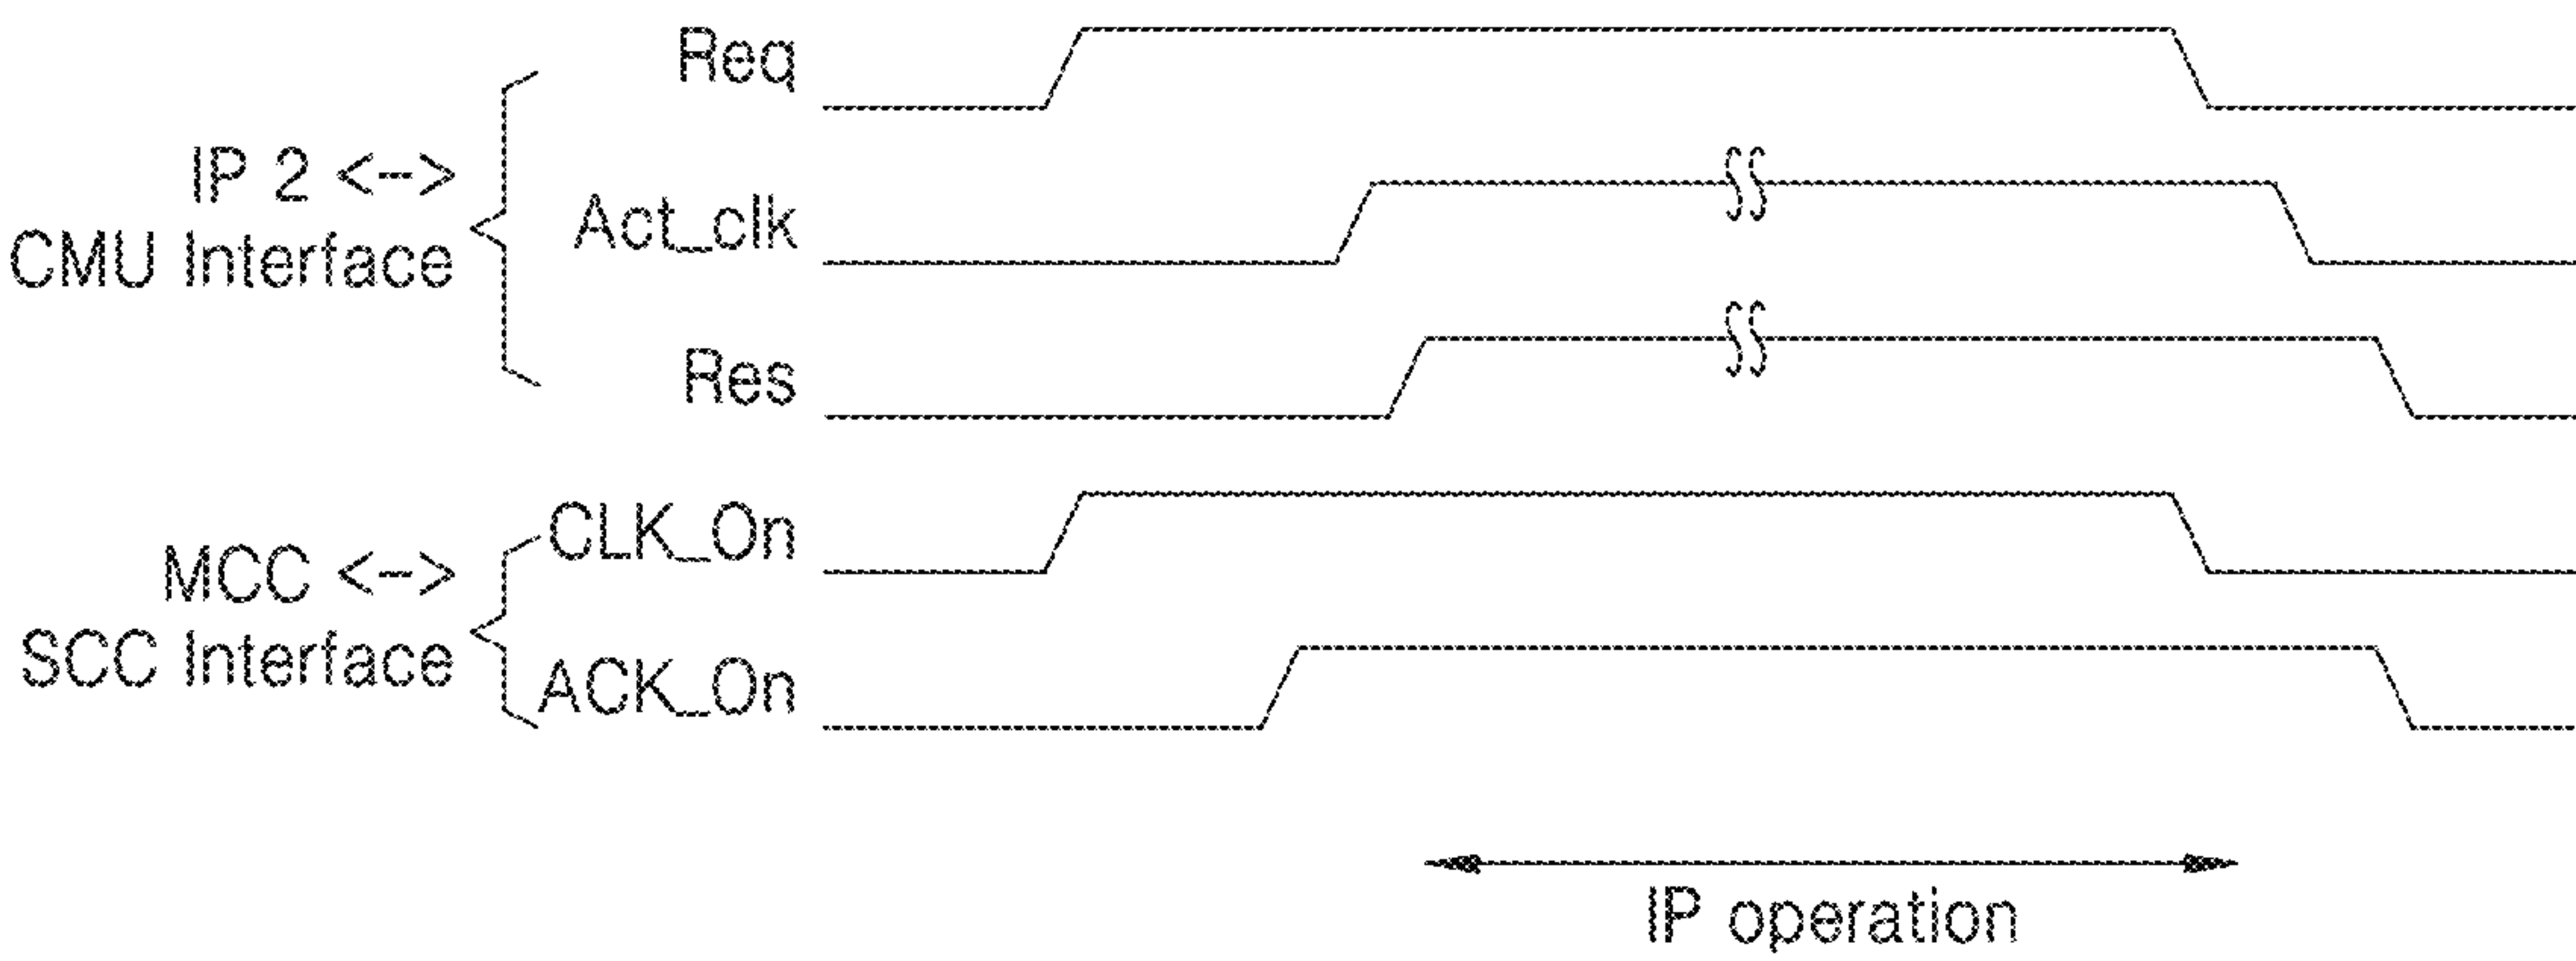 Req
IP 2 <-->
CMU Interface
Act_clk
Res
CLK_On
MCC <-->
SCC Interface
ACK_On
IP operation